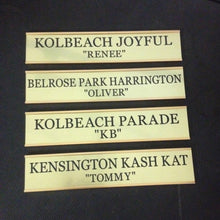 KOLBEACH JOYFUL
"RENEE"
BELROSE PARK HARRINGTON
"OLIVER"
KOLBEACH PARADE
"KB"
KENSINGTON KASH KAT
"TOMMY"